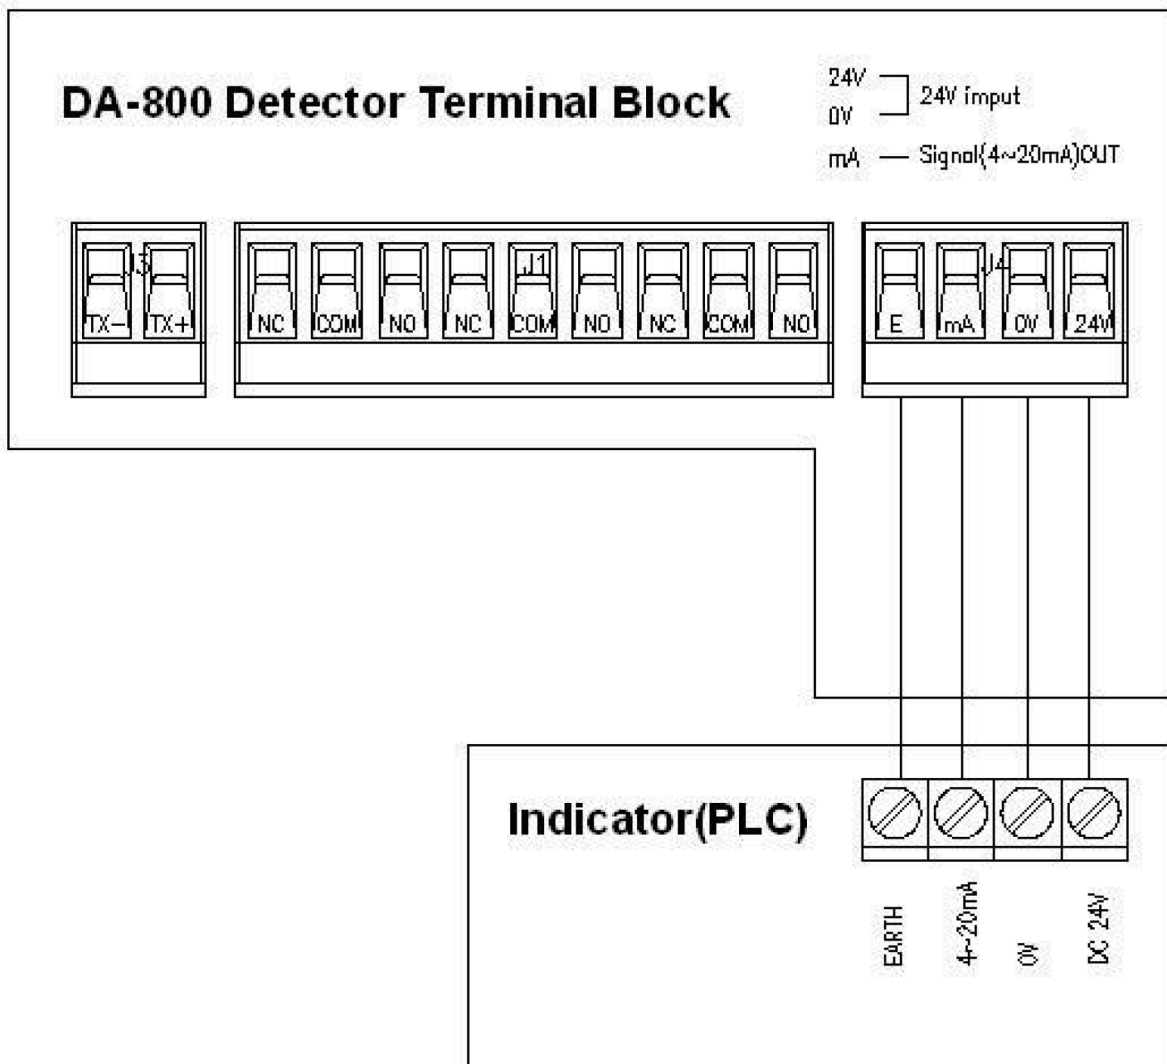 DA-800 Detector Terminal Block
24V
0V
24V imput
mA
Signal(4~20mA)OUT
J3
J1
J4
TX- TX+
NC COM NO NC COM NO NC COM NO
E mA 0V 24V
Indicator(PLC)
EARTH
4~20mA
0V
DC 24V